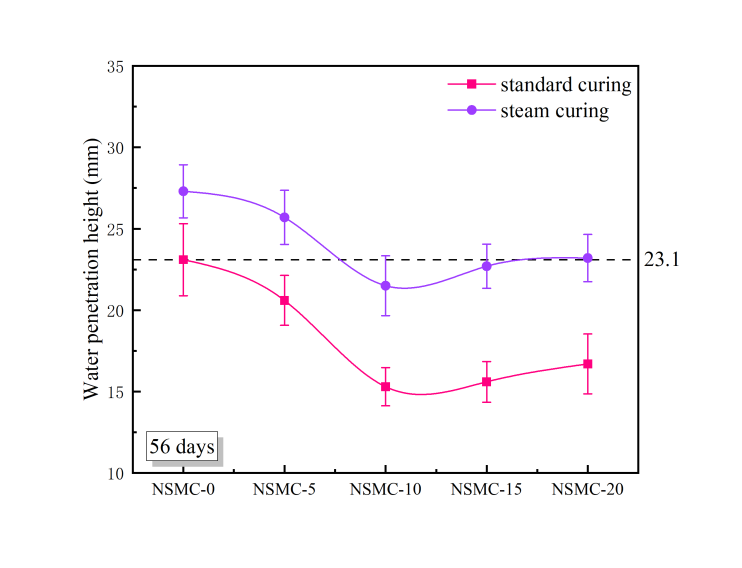 35
standard curing
steam curing
30
25
23.1
20
15
10
Water penetration height (mm)
56 days
NSMC-0
NSMC-5
NSMC-10
NSMC-15
NSMC-20